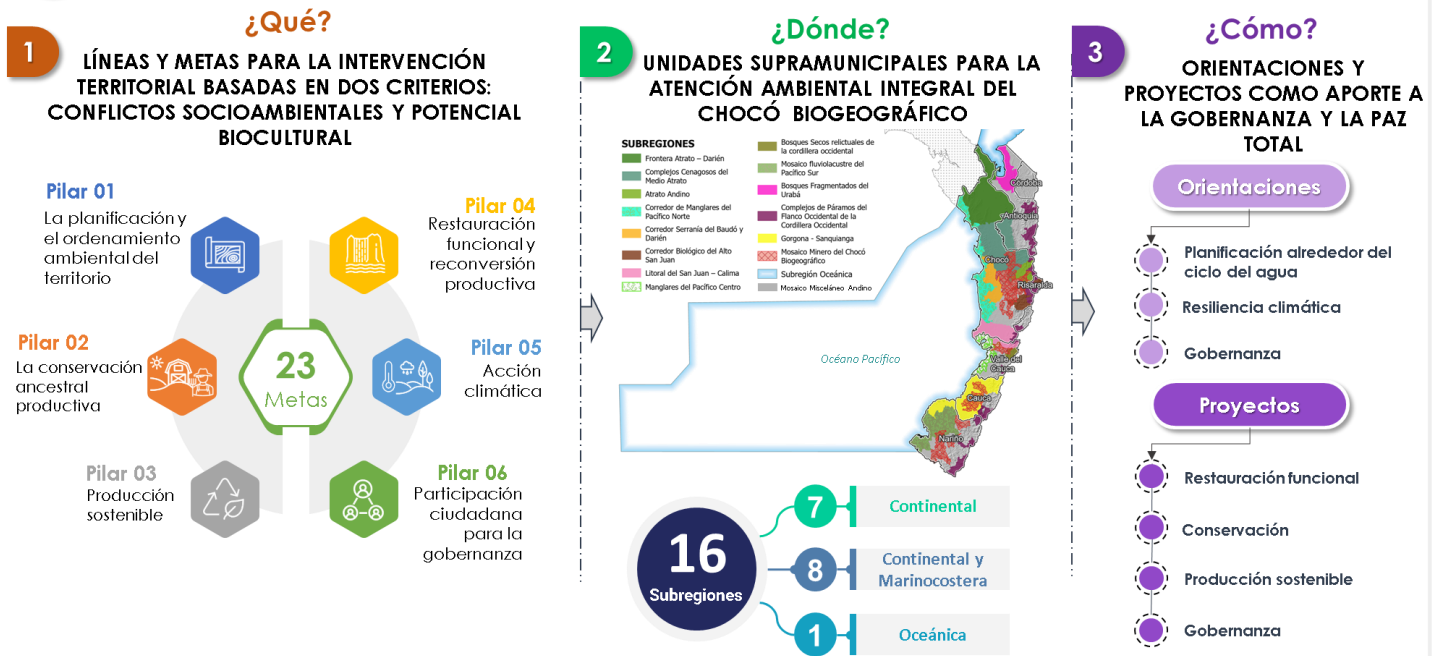 1
¿Qué?
LÍNEAS Y METAS PARA LA INTERVENCIÓN
TERRITORIAL BASADAS EN DOS CRITERIOS:
CONFLICTOS SOCIOAMBIENTALES Y POTENCIAL
BIOCULTURAL
Pilar 01
La planificación y
el ordenamiento
ambiental del
territorio
Pilar 04
Restauración
funcional y
reconversión
productiva
Pilar 02
La conservación
ancestral
productiva
23
Metas
Pilar 05
Acción
climática
Pilar 03
Producción
sostenible
Pilar 06
Participación
ciudadana
para la
gobernanza
2
¿Dónde?
UNIDADES SUPRAMUNICIPALES PARA LA
ATENCIÓN AMBIENTAL INTEGRAL DEL
CHOCÓ BIOGEOGRÁFICO
SUBREGIONES
Frontera Atrato – Darién
Complejos Cenagosos del
Medio Atrato
Atrato Andino
Corredor de Manglares del
Pacífico Norte
Corredor Serranía del Baudó y
Darién
Corredor Biológico del Alto
San Juan
Litoral del San Juan – Calima
Manglares del Pacífico Centro
Bosques Secos relictuales de
la cordillera occidental
Mosaico fluviolacustre del
Pacífico Sur
Bosques Fragmentados del
Urabá
Complejos de Páramos del
Flanco Occidental de la
Cordillera Occidental
Gorgona - Sanquianga
Mosaico Minero del Chocó
Biogeográfico
Subregión Oceánica
Mosaico Misceláneo Andino
Córdoba
Antioquia
Chocó
Risaralda
Océano Pacífico
Valle del
Cauca
Cauca
Nariño
16
Subregiones
7
Continental
8
Continental y
Marinocostera
1
Oceánica
3
¿Cómo?
ORIENTACIONES Y
PROYECTOS COMO APORTE A
LA GOBERNANZA Y LA PAZ
TOTAL
Orientaciones
Planificación alrededor del
ciclo del agua
Resiliencia climática
Gobernanza
Proyectos
Restauración funcional
Conservación
Producción sostenible
Gobernanza